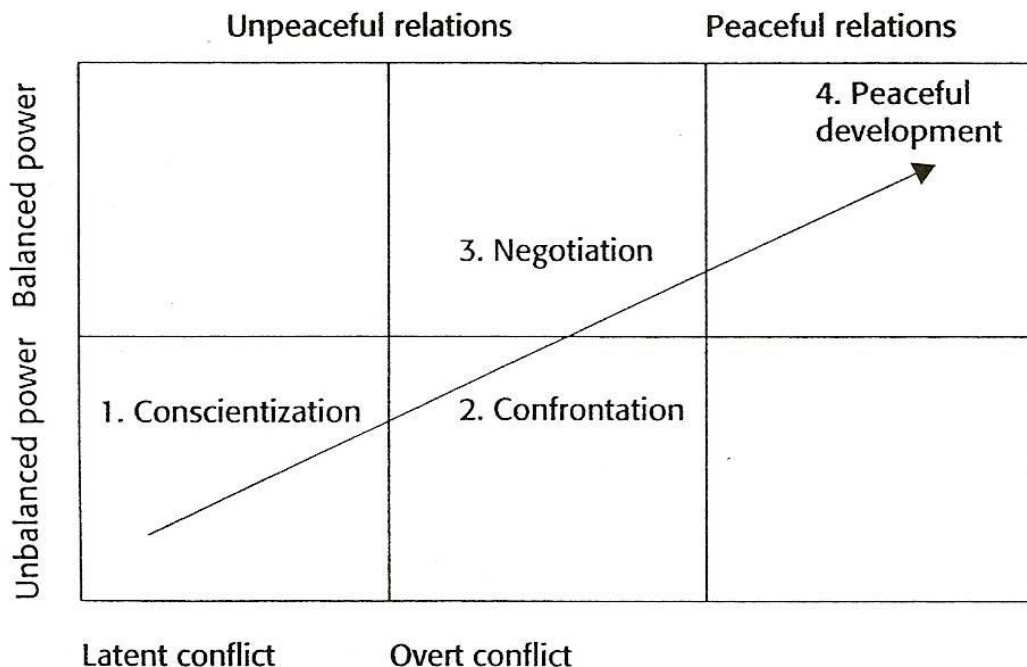 Unpeaceful relations
Peaceful relations
Balanced power
Unbalanced power
4. Peaceful
development
3. Negotiation
1. Conscientization
2. Confrontation
Latent conflict
Overt conflict